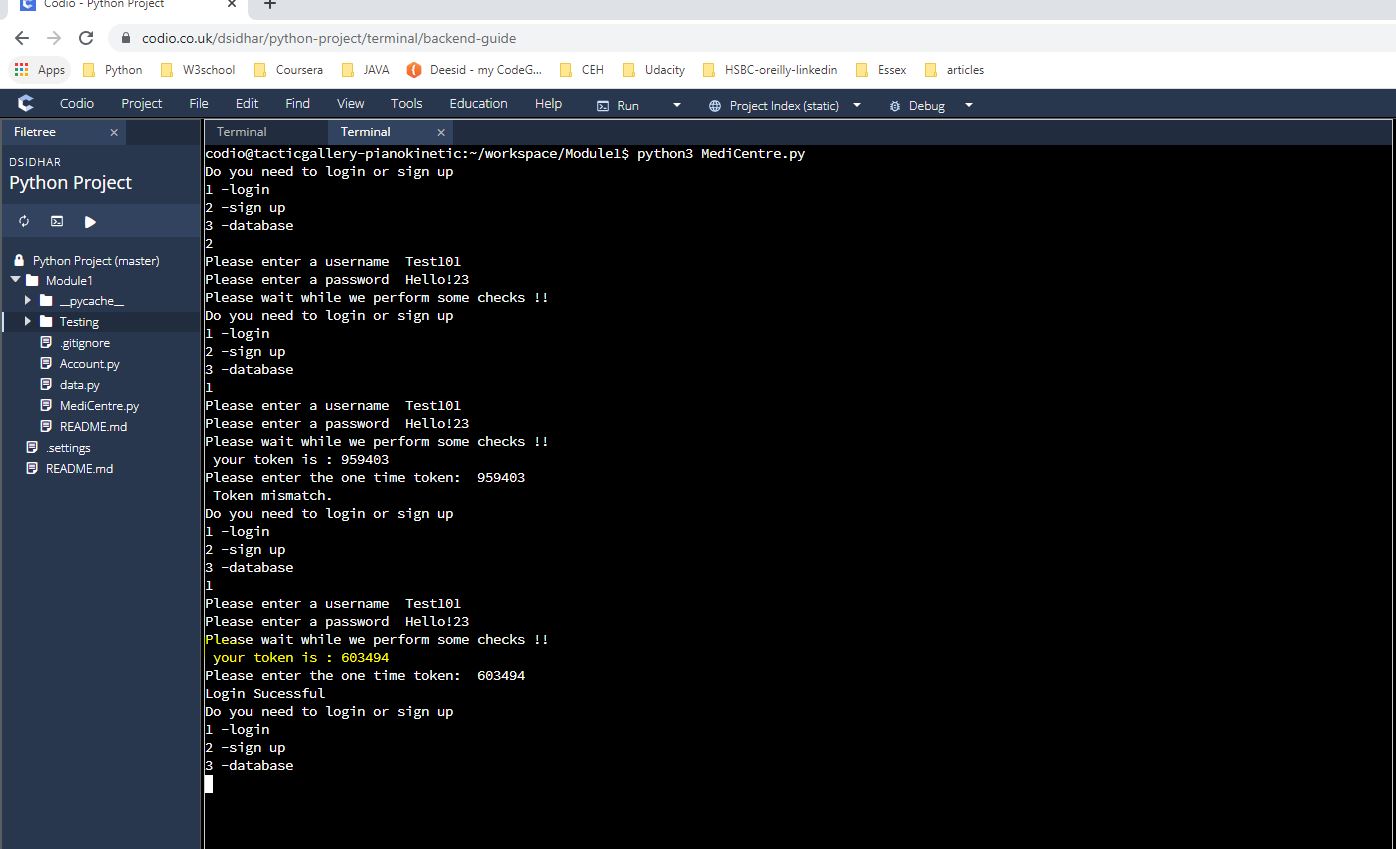 Codio - Python Project
codio.co.uk/dsidhar/python-project/terminal/backend-guide
Apps Python W3school Coursera JAVA Deesid - my CodeG... CEH Udacity HSBC-oreilly-linkedin Essex articles
Codio Project File Edit Find View Tools Education Help Run Project Index (static) Debug
Filetree
DSIDHAR
Python Project
Python Project (master)
Module1
__pycache__
Testing
.gitignore
Account.py
data.py
MediCentre.py
README.md
.settings
README.md
Terminal Terminal
codio@tacticgallery-pianokinetic:~/workspace/Module1$ python3 MediCentre.py
Do you need to login or sign up
1 -login
2 -sign up
3 -database
2
Please enter a username  Test101
Please enter a password  Hello!23
Please wait while we perform some checks !!
Do you need to login or sign up
1 -login
2 -sign up
3 -database
1
Please enter a username  Test101
Please enter a password  Hello!23
Please wait while we perform some checks !!
your token is : 959403
Please enter the one time token:  959403
Token mismatch.
Do you need to login or sign up
1 -login
2 -sign up
3 -database
1
Please enter a username  Test101
Please enter a password  Hello!23
Please wait while we perform some checks !!
your token is : 603494
Please enter the one time token:  603494
Login Sucessful
Do you need to login or sign up
1 -login
2 -sign up
3 -database